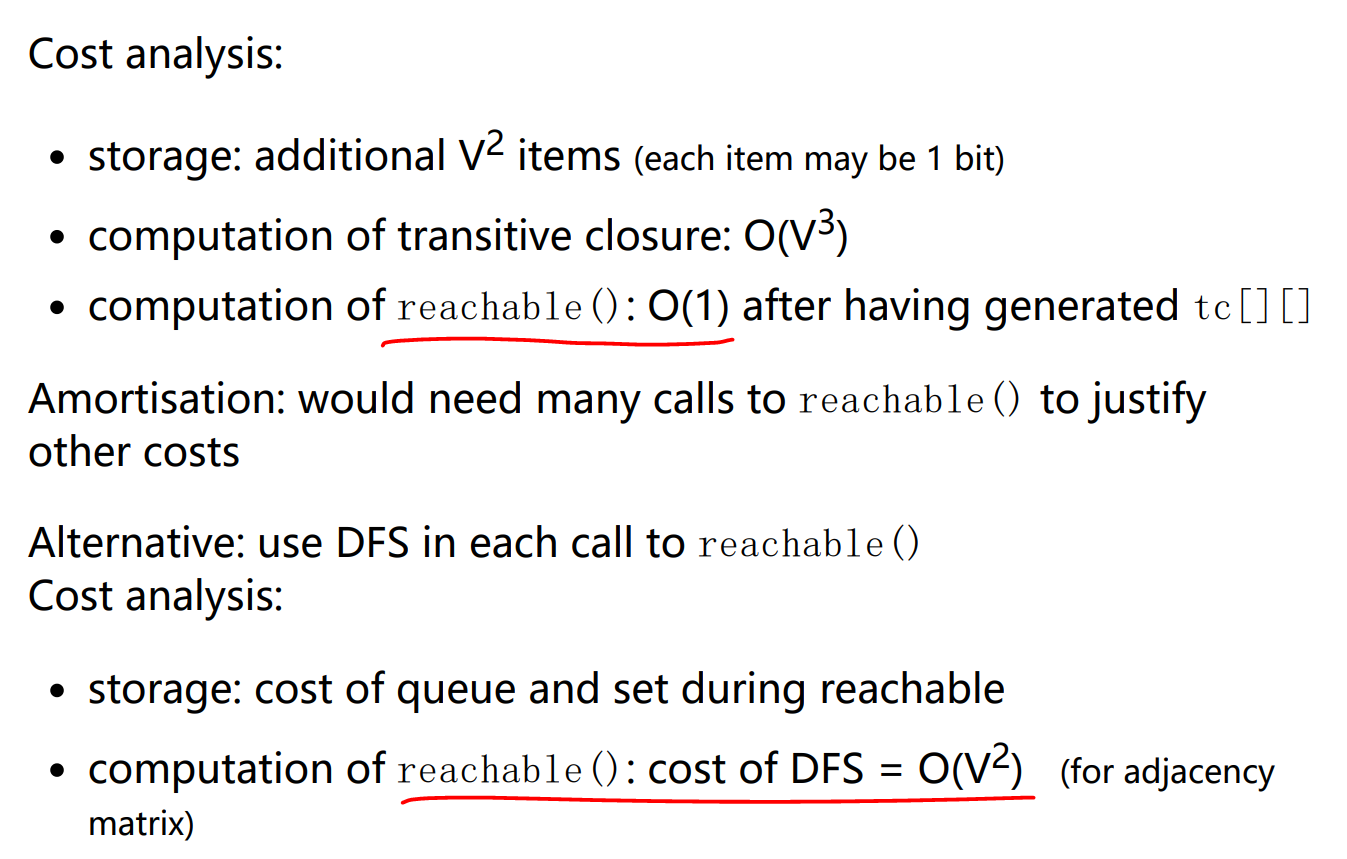 Cost analysis:
• storage: additional V² items (each item may be 1 bit)
• computation of transitive closure: O(V³)
• computation of reachable(): O(1) after having generated tc[][]
Amortisation: would need many calls to reachable() to justify
other costs
Alternative: use DFS in each call to reachable()
Cost analysis:
• storage: cost of queue and set during reachable
• computation of reachable(): cost of DFS = O(V²) (for adjacency
matrix)